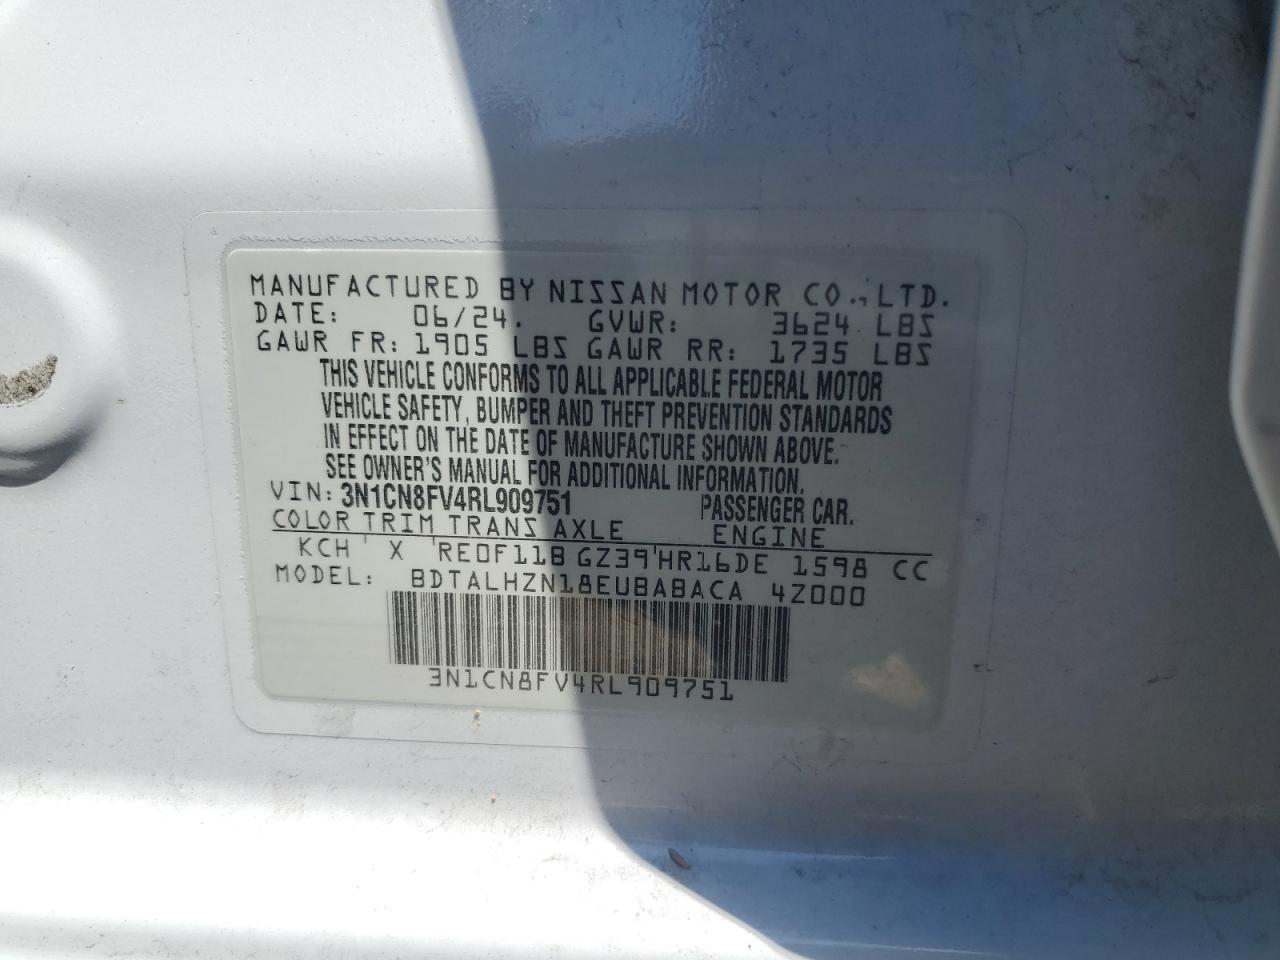 MANUFACTURED BY NISSAN MOTOR CO., LTD.
DATE: 06/24. GVWR: 3624 LBS
GAWR FR: 1905 LBS GAWR RR: 1735 LBS
THIS VEHICLE CONFORMS TO ALL APPLICABLE FEDERAL MOTOR
VEHICLE SAFETY, BUMPER AND THEFT PREVENTION STANDARDS
IN EFFECT ON THE DATE OF MANUFACTURE SHOWN ABOVE.
SEE OWNER'S MANUAL FOR ADDITIONAL INFORMATION.
VIN: 3N1CN8FV4RL909751 PASSENGER CAR.
COLOR TRIM TRANS AXLE ENGINE
KCH X RE0F11B GZ39 HR16DE 1598 CC
MODEL: BDTALHZN18EUBABACA 4Z000
3N1CN8FV4RL909751